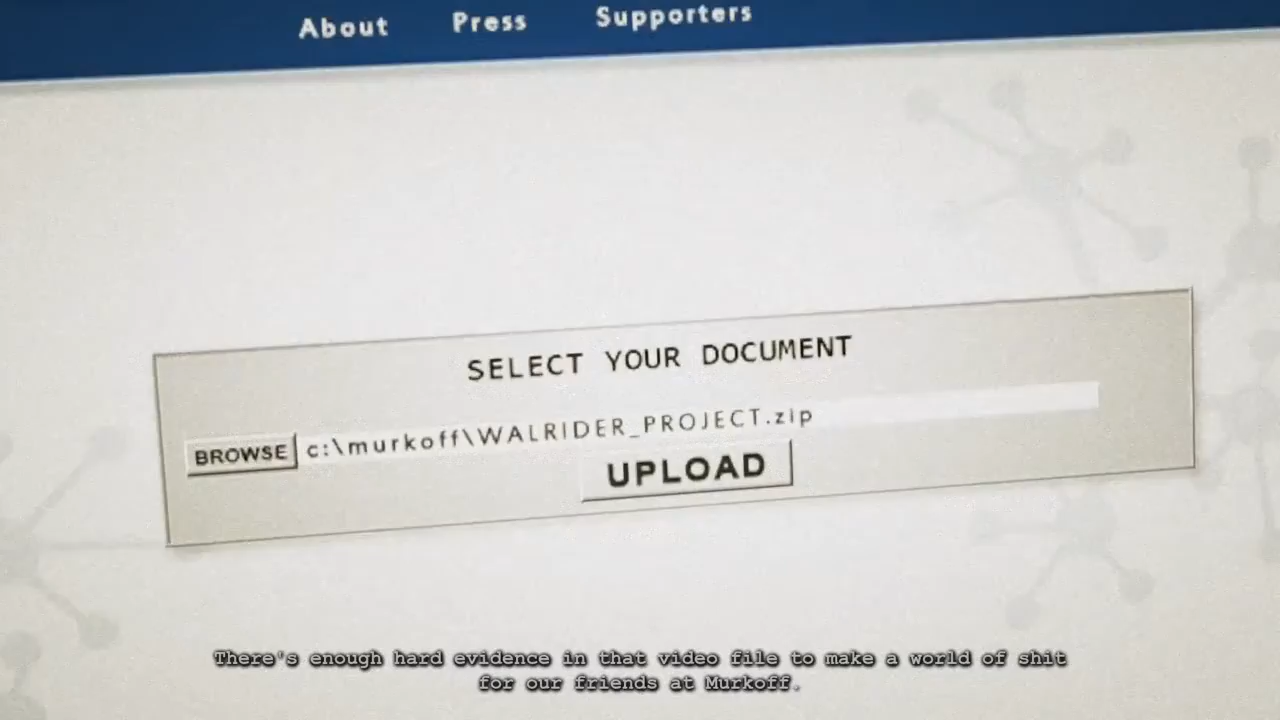 About Press Supporters
SELECT YOUR DOCUMENT
BROWSE c:\murkoff\WALRIDER_PROJECT.zip
UPLOAD
There's enough hard evidence in that video file to make a world of shit
for our friends at Murkoff.